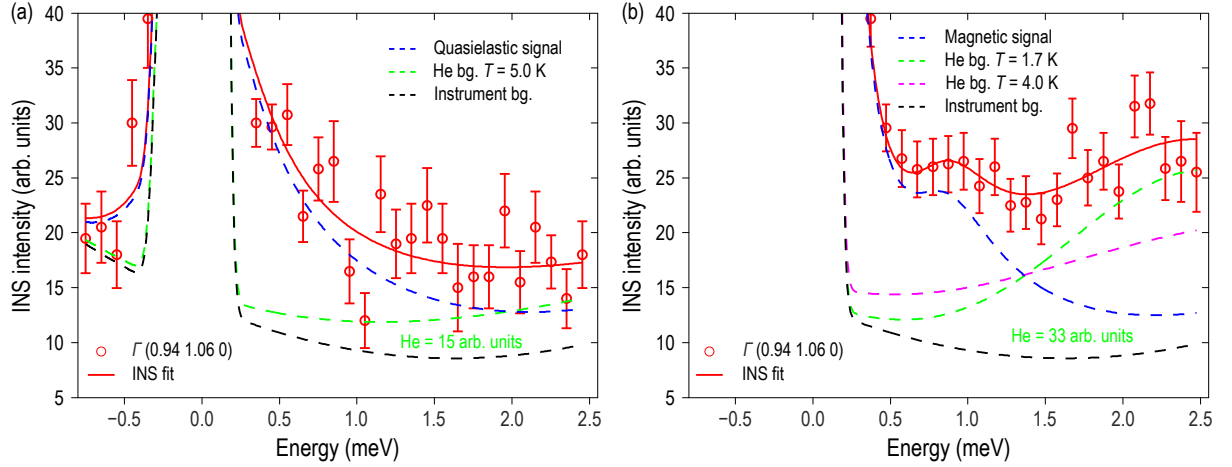 (a)
INS intensity (arb. units)
40
35
30
25
20
15
10
5
Quasielastic signal
He bg. T = 5.0 K
Instrument bg.
He = 15 arb. units
Γ (0.94 1.06 0)
INS fit
−0.5
0.0
0.5
1.0
1.5
2.0
2.5
Energy (meV)
(b)
INS intensity (arb. units)
40
35
30
25
20
15
10
5
Magnetic signal
He bg. T = 1.7 K
He bg. T = 4.0 K
Instrument bg.
He = 33 arb. units
Γ (0.94 1.06 0)
INS fit
−0.5
0.0
0.5
1.0
1.5
2.0
2.5
Energy (meV)